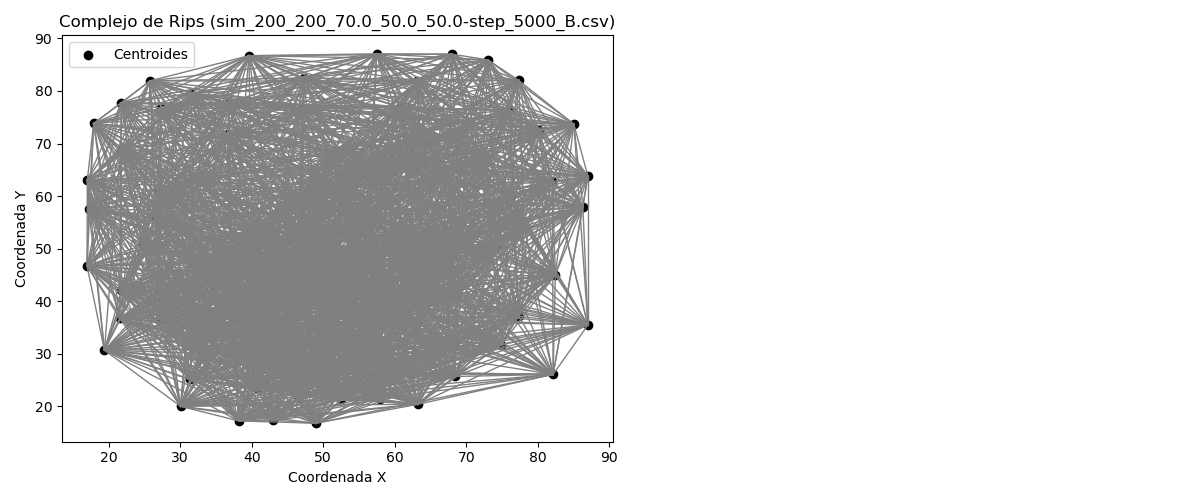 Complejo de Rips (sim_200_200_70.0_50.0_50.0-step_5000_B.csv)
Centroides
90
80
70
60
50
40
30
20
Coordenada Y
20 30 40 50 60 70 80 90
Coordenada X